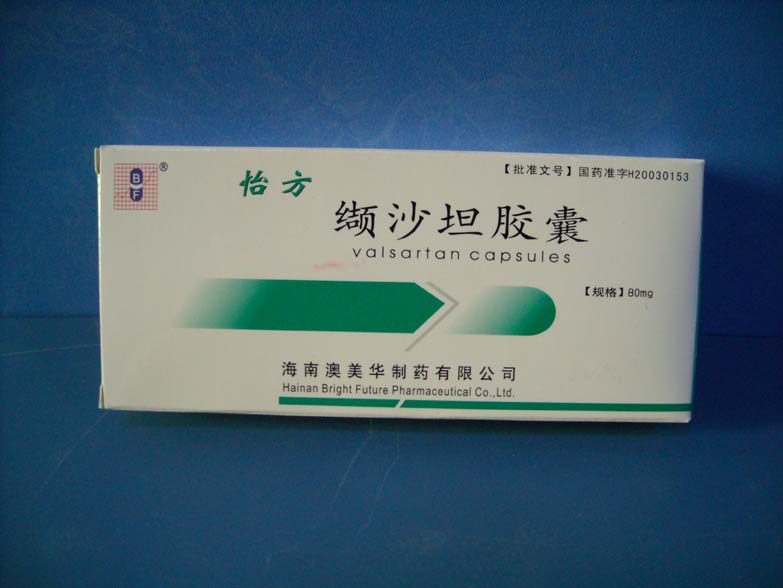 B
F
®
怡方
【批准文号】国药准字H20030153
缬沙坦胶囊
valsartan capsules
【规格】80mg
海南澳美华制药有限公司
Hainan Bright Future Pharmaceutical Co.,Ltd.